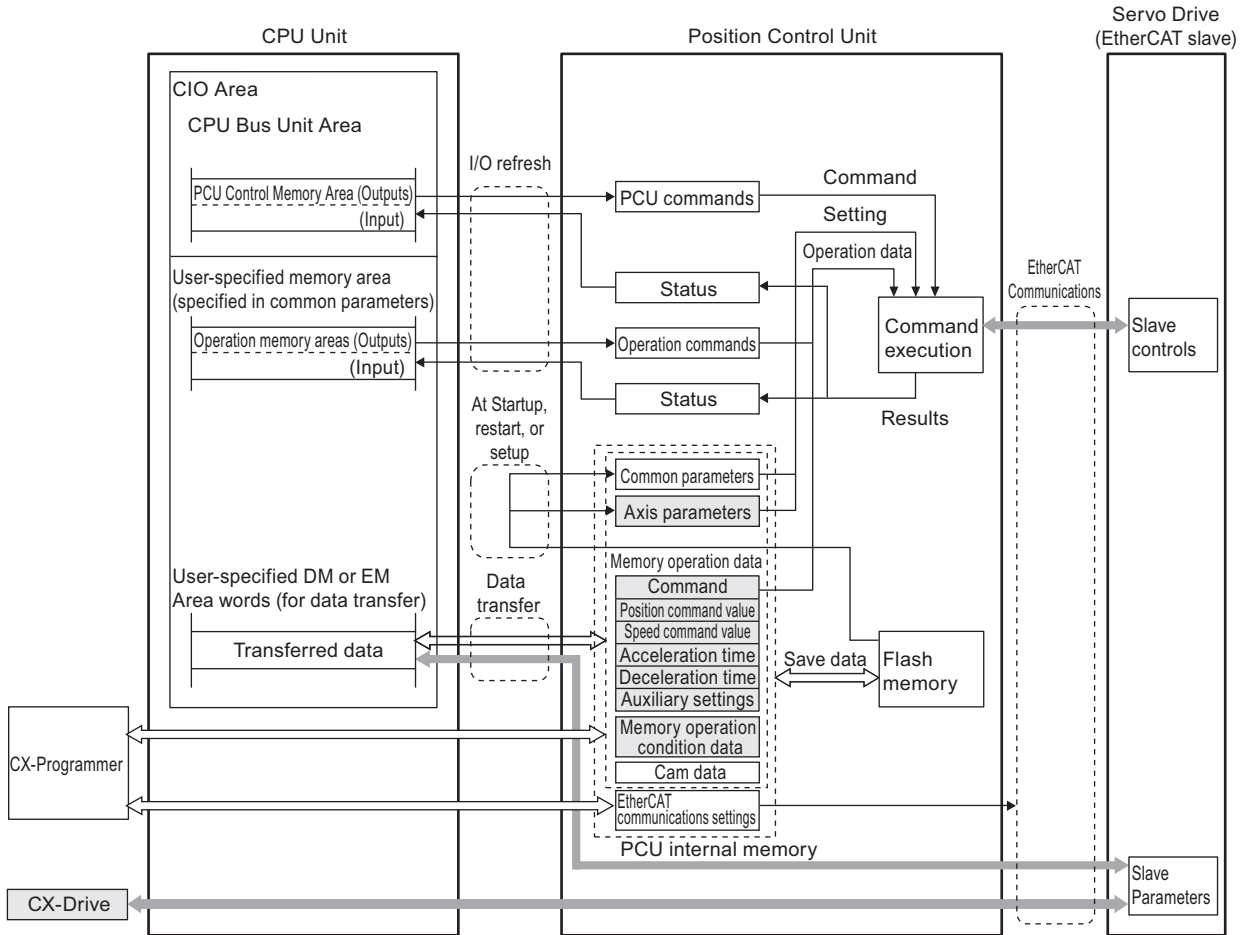 CPU Unit
Position Control Unit
Servo Drive
(EtherCAT slave)
CIO Area
CPU Bus Unit Area
PCU Control Memory Area (Outputs)
(Input)
User-specified memory area
(specified in common parameters)
Operation memory areas (Outputs)
(Input)
User-specified DM or EM
Area words (for data transfer)
Transferred data
I/O refresh
At Startup,
restart, or
setup
Data
transfer
PCU commands
Status
Operation commands
Status
Command
Setting
Operation data
Command
execution
Results
EtherCAT
Communications
Slave
controls
Common parameters
Axis parameters
Memory operation data
Command
Position command value
Speed command value
Acceleration time
Deceleration time
Auxiliary settings
Memory operation
condition data
Cam data
EtherCAT
communications settings
PCU internal memory
Save data
Flash
memory
CX-Programmer
CX-Drive
Slave
Parameters